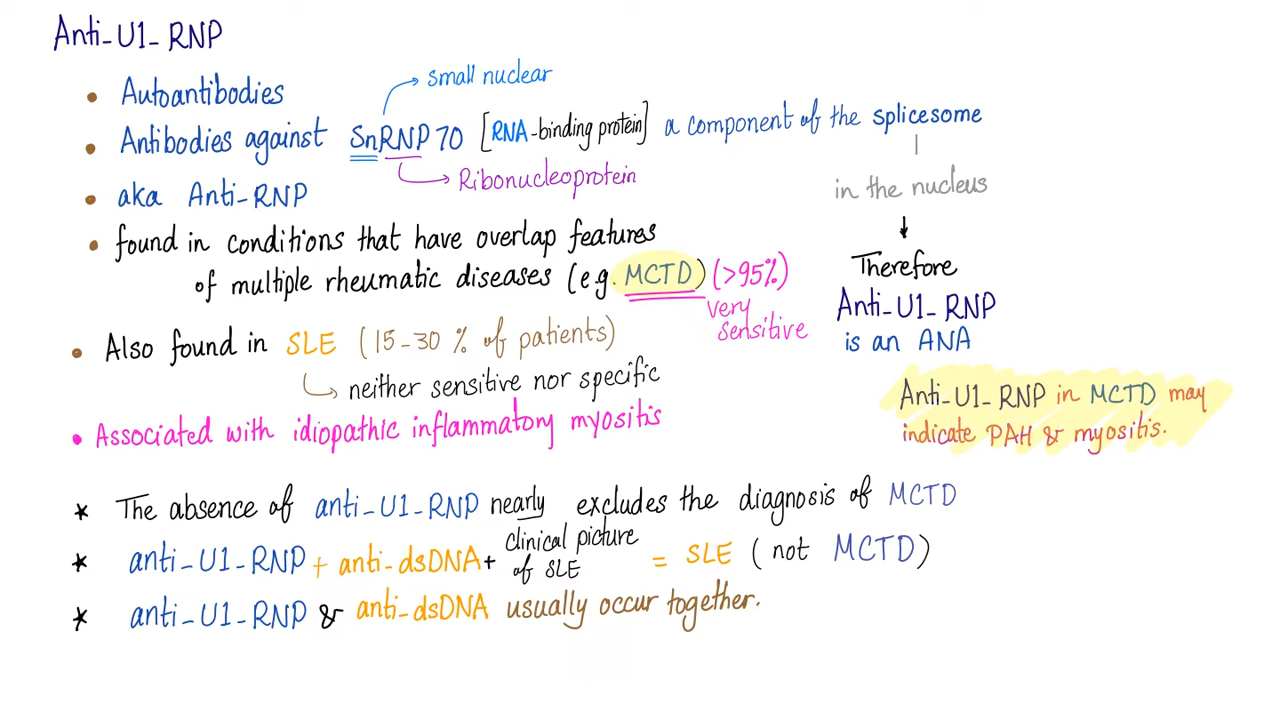 Anti-U1-RNP
• Autoantibodies
small nuclear
• Antibodies against SnRNP70 [RNA-binding protein] a component of the splicesome
Ribonucleoprotein
in the nucleus
• aka Anti-RNP
• found in conditions that have overlap features
of multiple rheumatic diseases (e.g. MCTD) (>95%)
very
sensitive
Therefore
Anti-U1-RNP
is an ANA
• Also found in SLE (15-30 % of patients)
neither sensitive nor specific
• Associated with idiopathic inflammatory myositis
Anti-U1-RNP in MCTD may
indicate PAH & myositis.
* The absence of anti-U1-RNP nearly excludes the diagnosis of MCTD
* anti-U1-RNP + anti-dsDNA + clinical picture
of SLE = SLE (not MCTD)
* anti-U1-RNP & anti-dsDNA usually occur together.